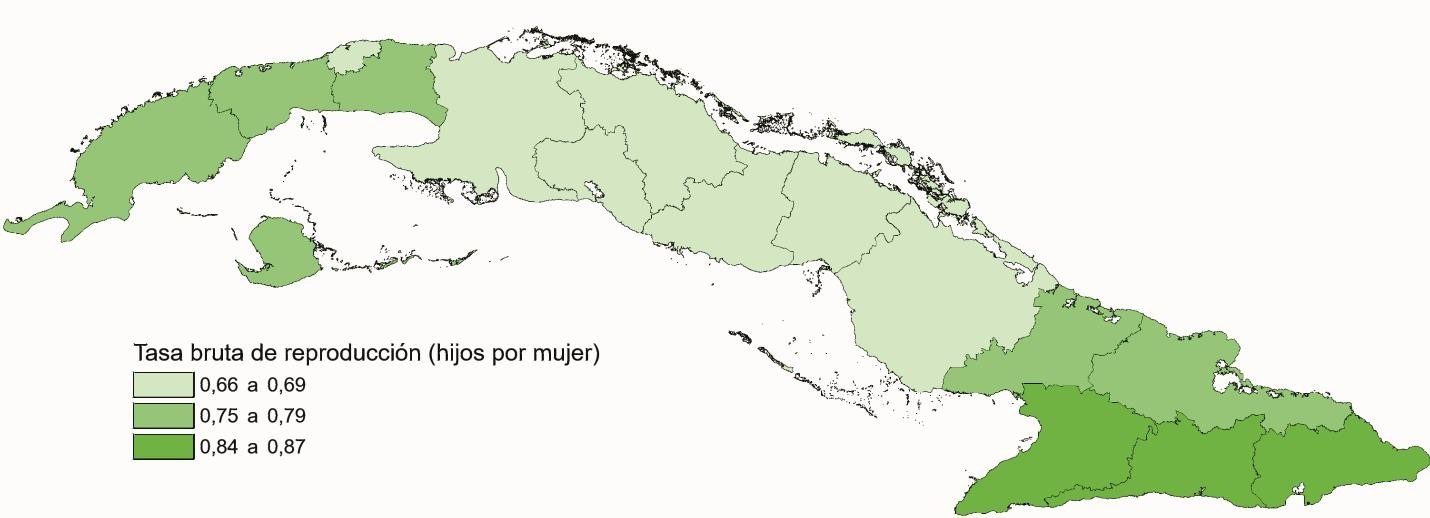 Tasa bruta de reproducción (hijos por mujer)
0,66 a 0,69
0,75 a 0,79
0,84 a 0,87